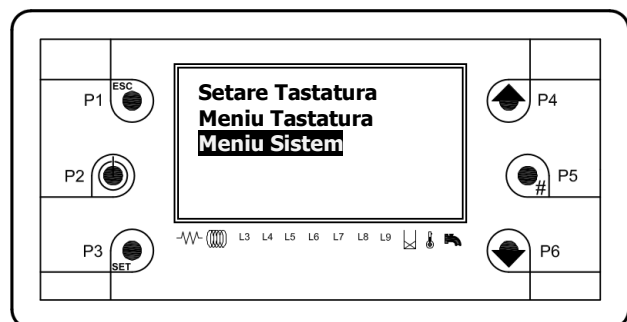 ESC
P1
P2
P3
SET
Setare Tastatura
Meniu Tastatura
Meniu Sistem
L3 L4 L5 L6 L7 L8 L9
P4
P5
#
P6